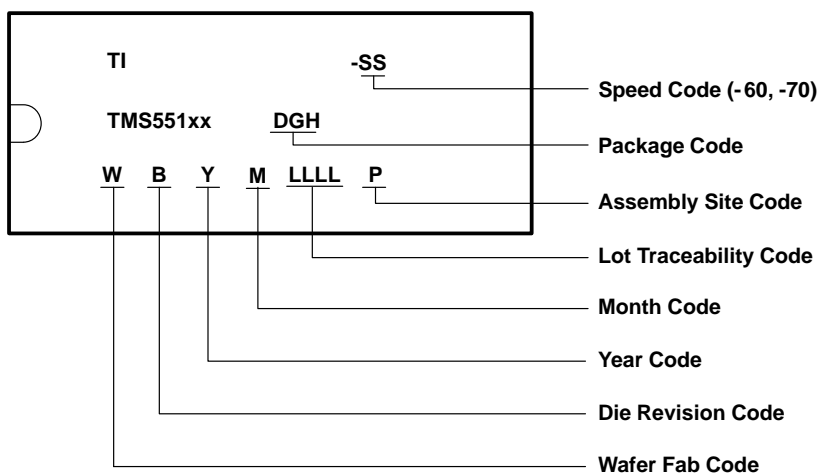 TI -SS
Speed Code (-60, -70)
TMS551xx DGH
Package Code
W B Y M LLLL P
Assembly Site Code
Lot Traceability Code
Month Code
Year Code
Die Revision Code
Wafer Fab Code